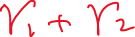 r₁ + r₂